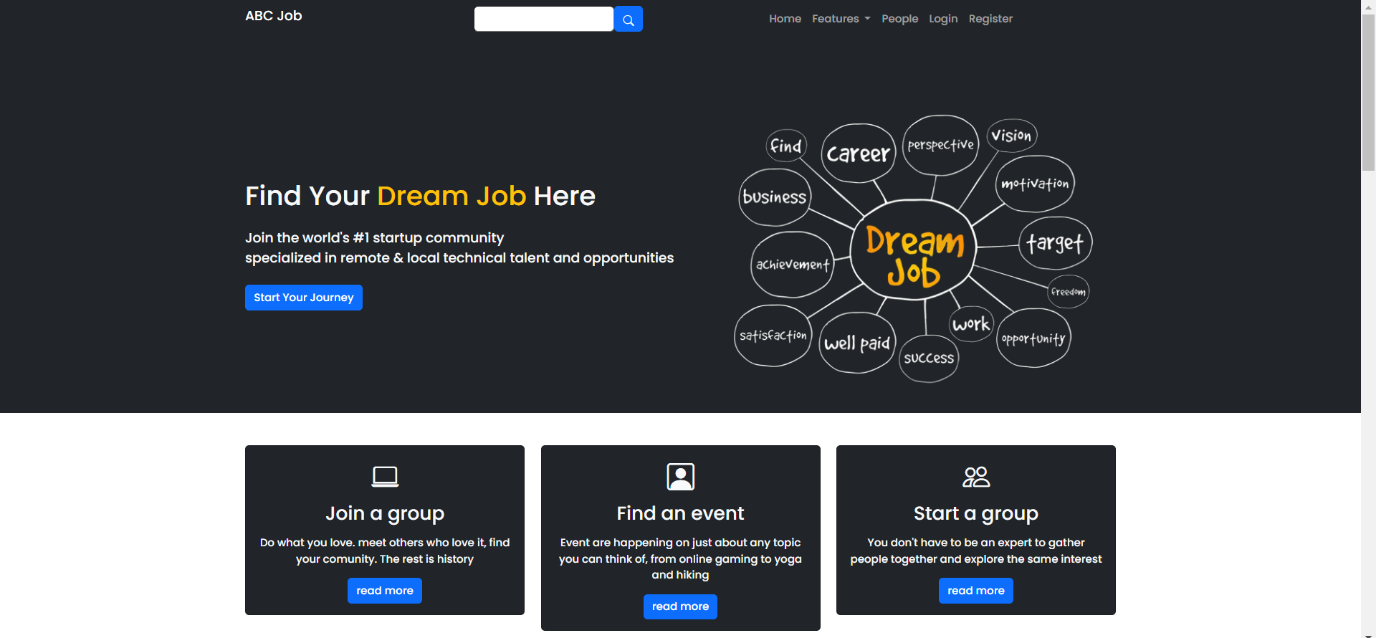 ABC Job
Home Features People Login Register
find
career
perspective
vision
business
motivation
Find Your Dream Job Here
Dream
Job
target
Join the world's #1 startup community
specialized in remote & local technical talent and opportunities
achievement
freedom
Start Your Journey
satisfaction
well paid
work
success
opportunity
Join a group
Do what you love. meet others who love it, find
your comunity. The rest is history
read more
Find an event
Event are happening on just about any topic
you can think of, from online gaming to yoga
and hiking
read more
Start a group
You don't have to be an expert to gather
people together and explore the same interest
read more